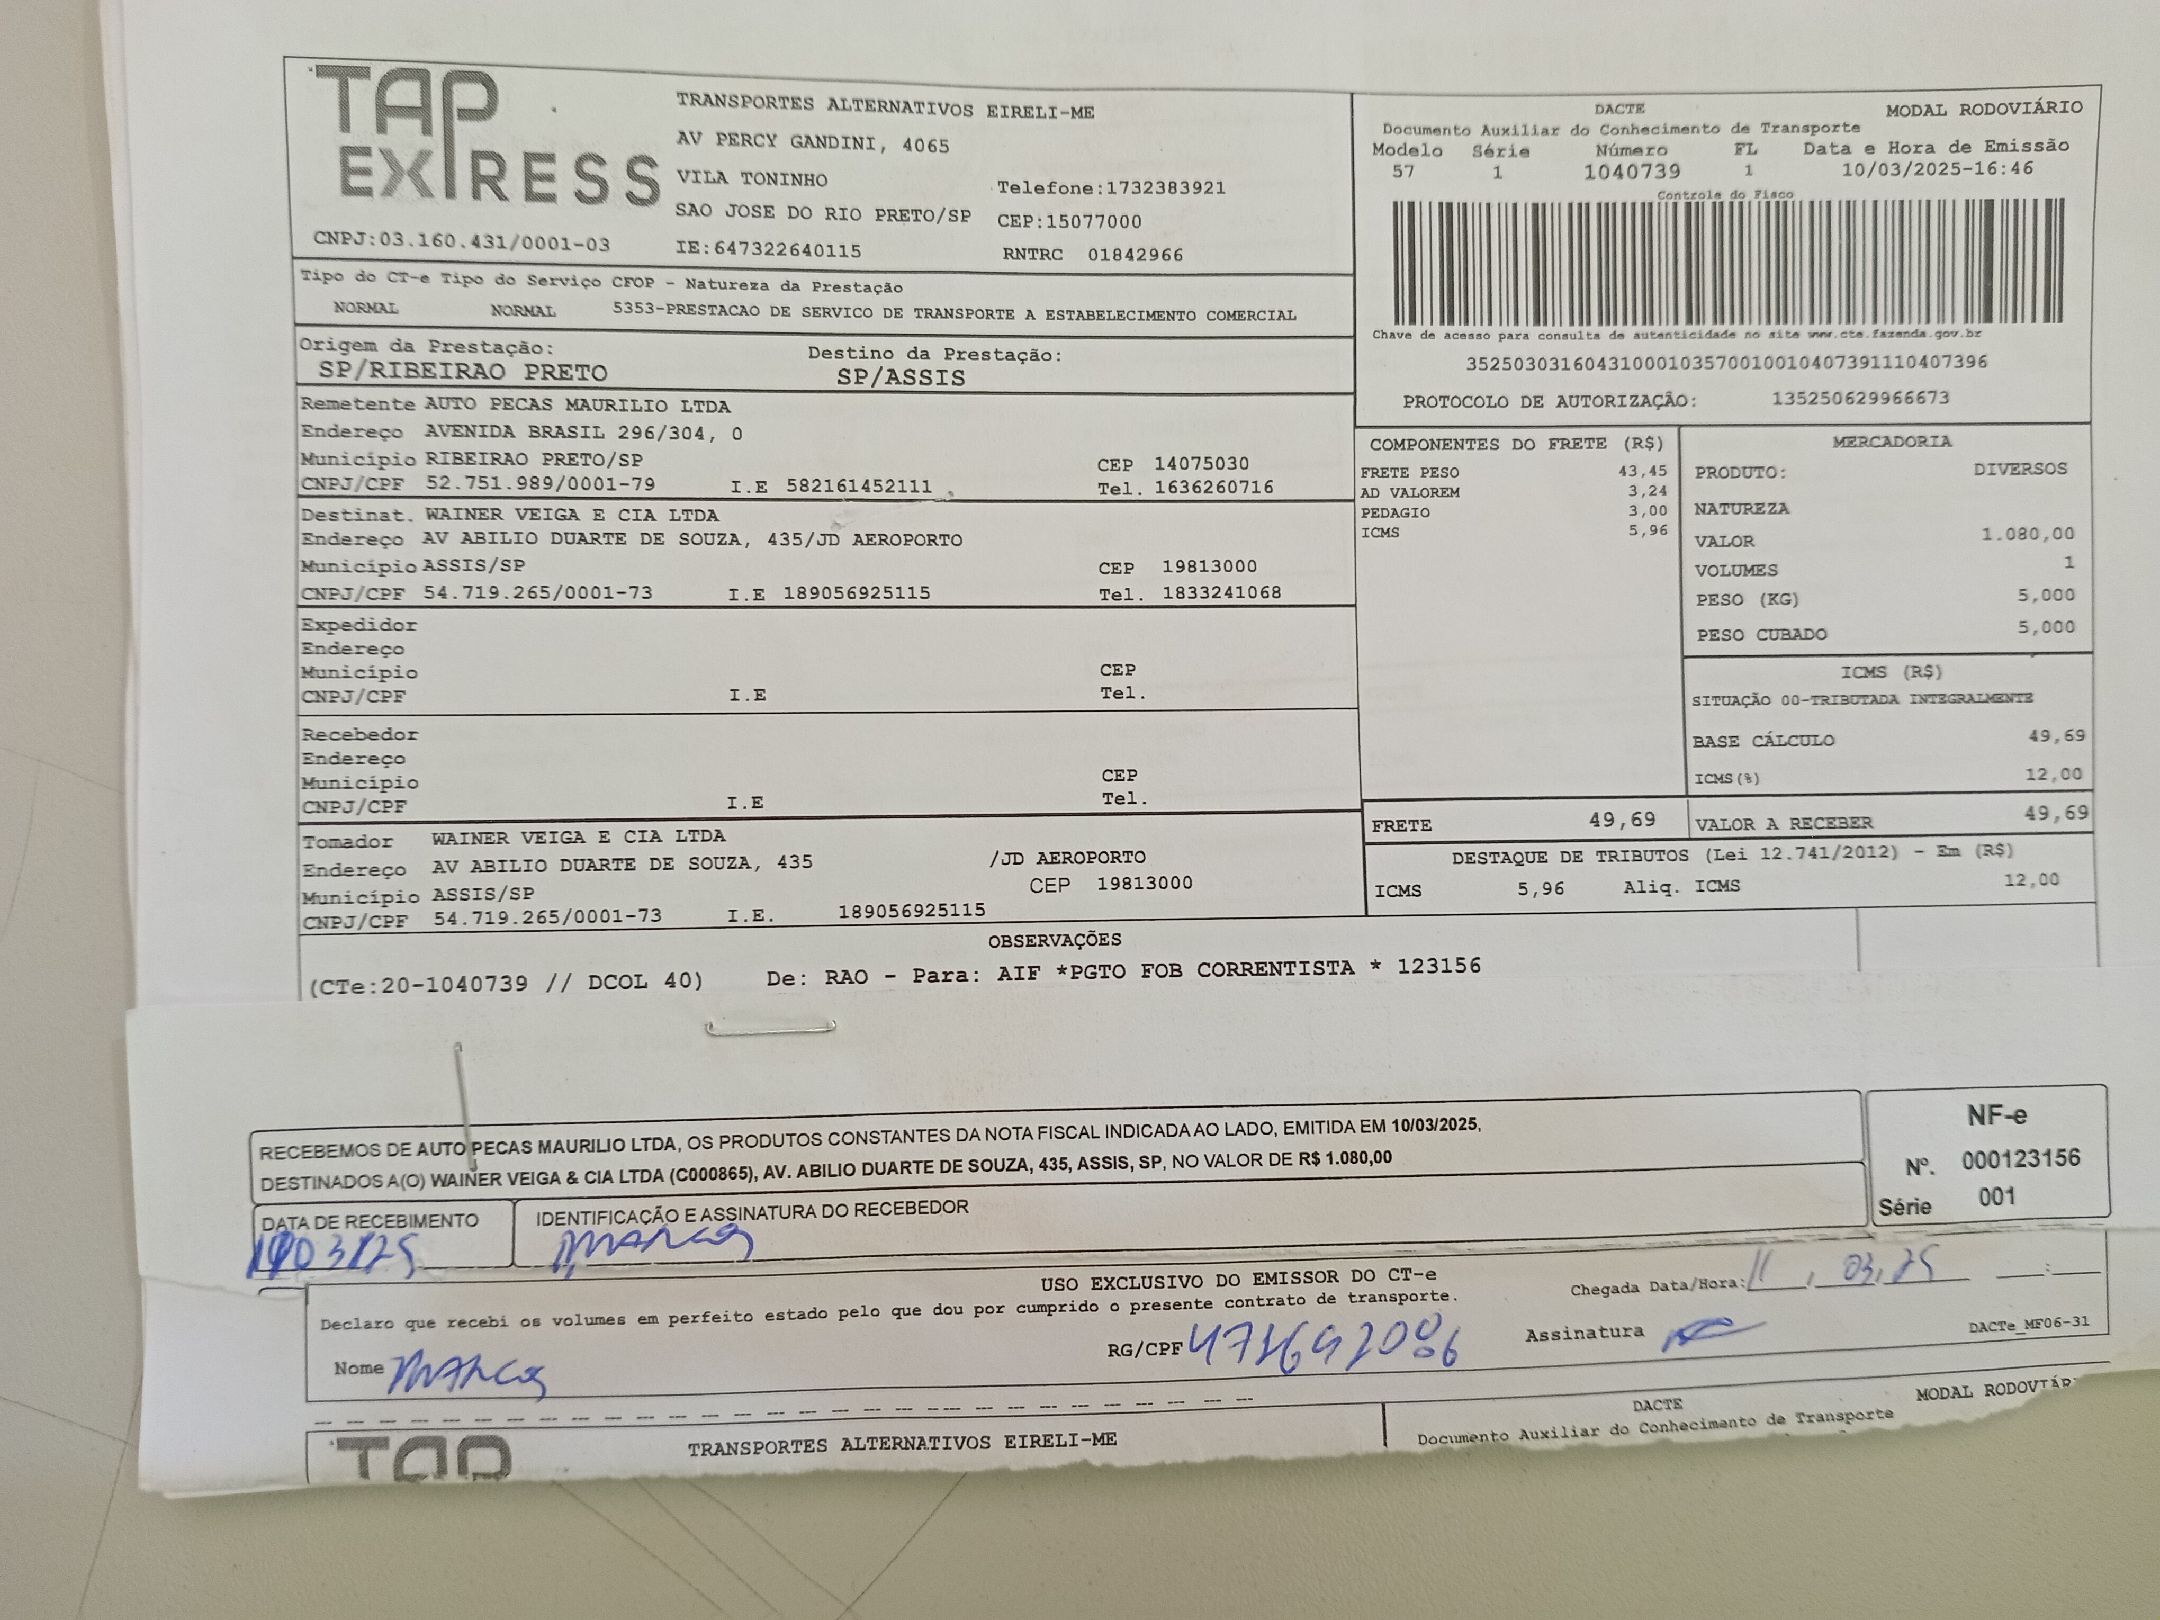 TAP
EXPRESS
CNPJ:03.160.431/0001-03
TRANSPORTES ALTERNATIVOS EIRELI-ME
AV PERCY GANDINI, 4065
VILA TONINHO Telefone:1732383921
SAO JOSE DO RIO PRETO/SP CEP:15077000
IE:647322640115 RNTRC 01842966
DACTE MODAL RODOVIÁRIO
Documento Auxiliar do Conhecimento de Transporte
Modelo Série Número FL Data e Hora de Emissão
57 1 1040739 1 10/03/2025-16:46
Controle do Fisco
Chave de acesso para consulta de autenticidade no site www.cte.fazenda.gov.br
35250303160431000103570010010407391110407396
PROTOCOLO DE AUTORIZAÇÃO: 135250629966673
Tipo do CT-e Tipo do Serviço CFOP - Natureza da Prestação
NORMAL NORMAL 5353-PRESTACAO DE SERVICO DE TRANSPORTE A ESTABELECIMENTO COMERCIAL
Origem da Prestação: Destino da Prestação:
SP/RIBEIRAO PRETO SP/ASSIS
Remetente AUTO PECAS MAURILIO LTDA
Endereço AVENIDA BRASIL 296/304, 0
Município RIBEIRAO PRETO/SP CEP 14075030
CNPJ/CPF 52.751.989/0001-79 I.E 582161452111 Tel. 1636260716
Destinat. WAINER VEIGA E CIA LTDA
Endereço AV ABILIO DUARTE DE SOUZA, 435/JD AEROPORTO
Município ASSIS/SP CEP 19813000
CNPJ/CPF 54.719.265/0001-73 I.E 189056925115 Tel. 1833241068
Expedidor
Endereço
Município CEP
CNPJ/CPF I.E Tel.
Recebedor
Endereço
Município CEP
CNPJ/CPF I.E Tel.
Tomador WAINER VEIGA E CIA LTDA
Endereço AV ABILIO DUARTE DE SOUZA, 435 /JD AEROPORTO
Município ASSIS/SP CEP 19813000
CNPJ/CPF 54.719.265/0001-73 I.E. 189056925115
COMPONENTES DO FRETE (R$)
FRETE PESO 43,45
AD VALOREM 3,24
PEDAGIO 3,00
ICMS 5,96
MERCADORIA
PRODUTO: DIVERSOS
NATUREZA
VALOR 1.080,00
VOLUMES 1
PESO (KG) 5,000
PESO CUBADO 5,000
ICMS (R$)
SITUAÇÃO 00-TRIBUTADA INTEGRALMENTE
BASE CÁLCULO 49,69
ICMS(%) 12,00
FRETE 49,69 VALOR A RECEBER 49,69
DESTAQUE DE TRIBUTOS (Lei 12.741/2012) - Em (R$)
ICMS 5,96 Aliq. ICMS 12,00
OBSERVAÇÕES
(CTe:20-1040739 // DCOL 40) De: RAO - Para: AIF *PGTO FOB CORRENTISTA * 123156
RECEBEMOS DE AUTO PECAS MAURILIO LTDA, OS PRODUTOS CONSTANTES DA NOTA FISCAL INDICADA AO LADO, EMITIDA EM 10/03/2025,
DESTINADOS A(O) WAINER VEIGA & CIA LTDA (C000865), AV. ABILIO DUARTE DE SOUZA, 435, ASSIS, SP, NO VALOR DE R$ 1.080,00
NF-e
Nº. 000123156
Série 001
DATA DE RECEBIMENTO IDENTIFICAÇÃO E ASSINATURA DO RECEBEDOR
MARCOS
USO EXCLUSIVO DO EMISSOR DO CT-e
Chegada Data/Hora: 11 03, 25 :
Declaro que recebi os volumes em perfeito estado pelo que dou por cumprido o presente contrato de transporte.
Nome MARCOS RG/CPF Assinatura DACTe_MF06-31
TAP
TRANSPORTES ALTERNATIVOS EIRELI-ME
DACTE MODAL RODOVIÁR
Documento Auxiliar do Conhecimento de Transporte